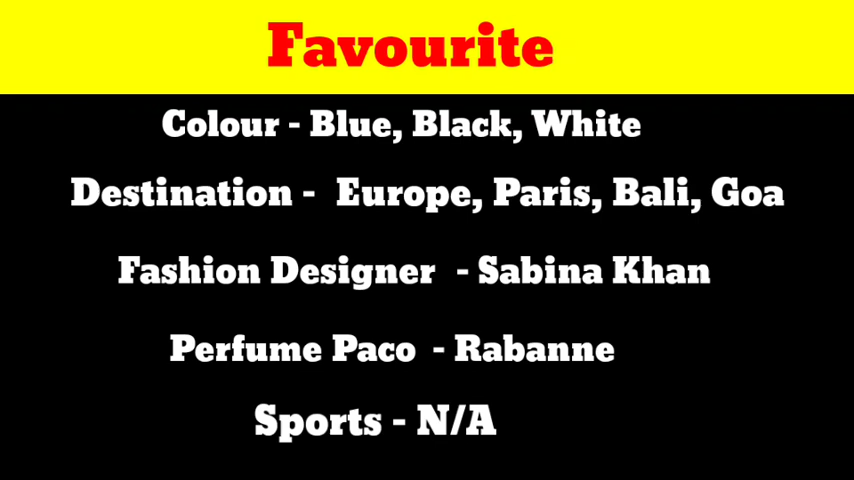 Favourite
Colour - Blue, Black, White
Destination - Europe, Paris, Bali, Goa
Fashion Designer - Sabina Khan
Perfume Paco - Rabanne
Sports - N/A